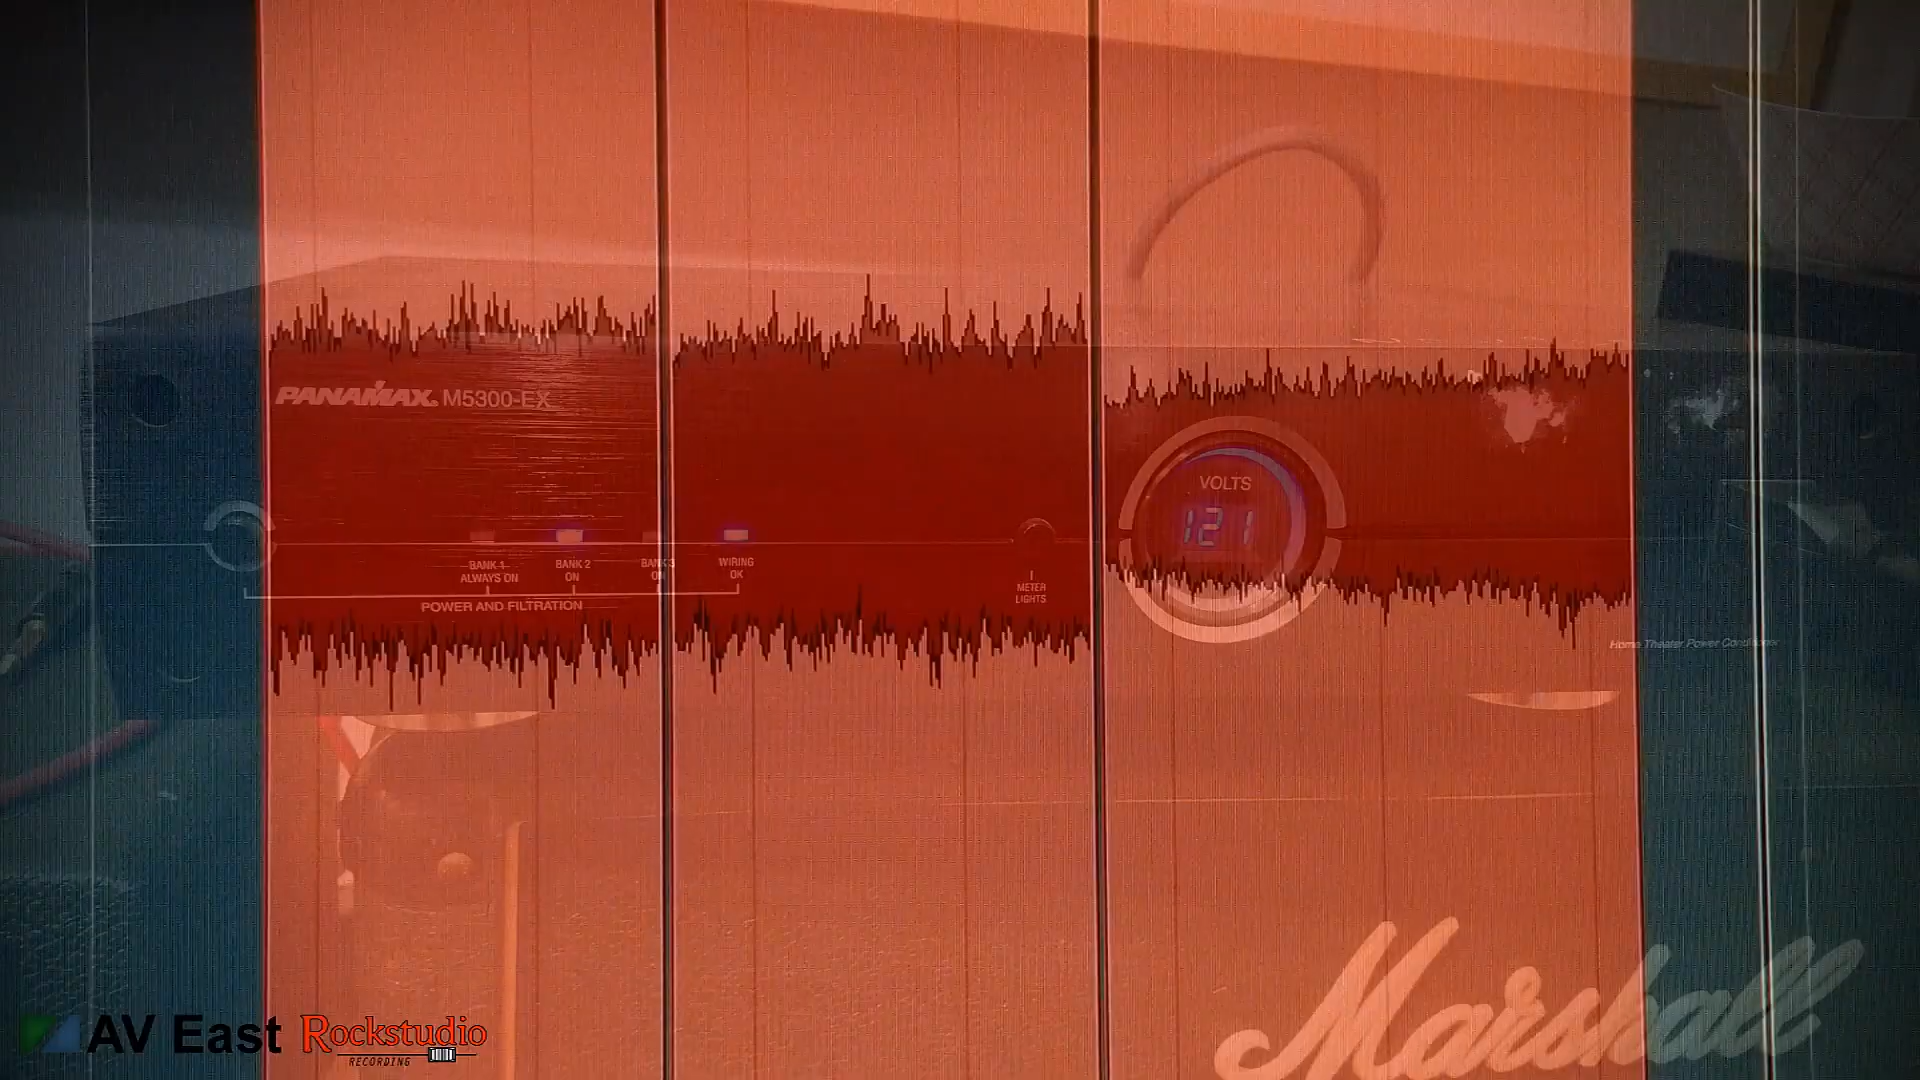 PANAMAX M5300-EX
VOLTS
121
BANK 1
ALWAYS ON
BANK 2
ON
BANK 3
ON
WIRING
OK
POWER AND FILTRATION
METER
LIGHTS
Home Theater Power Conditioner
Marshall
AV East
Rockstudio
RECORDING